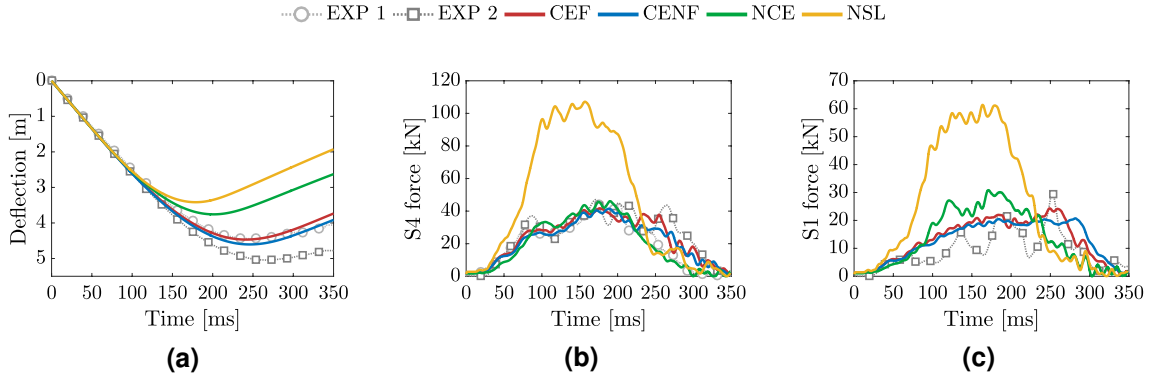 EXP 1 EXP 2 CEF CENF NCE NSL
0
1
2
3
4
5
Deflection [m]
0 50 100 150 200 250 300 350
Time [ms]
(a)
120
100
80
60
40
20
0
S4 force [kN]
0 50 100 150 200 250 300 350
Time [ms]
(b)
70
60
50
40
30
20
10
0
S1 force [kN]
0 50 100 150 200 250 300 350
Time [ms]
(c)